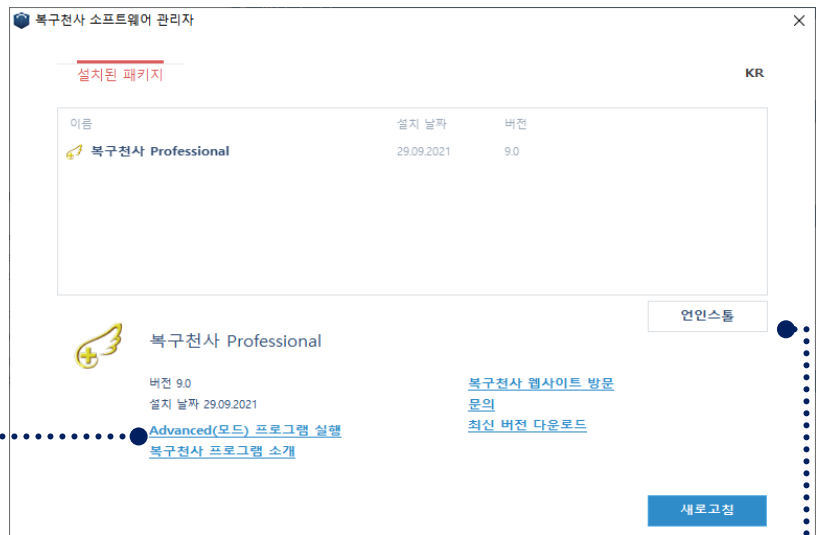 복구천사 소프트웨어 관리자
설치된 패키지
KR
이름 설치 날짜 버전
복구천사 Professional 29.09.2021 9.0
언인스톨
복구천사 Professional
버전 9.0
설치 날짜 29.09.2021
Advanced(모드) 프로그램 실행
복구천사 프로그램 소개
복구천사 웹사이트 방문
문의
최신 버전 다운로드
새로고침